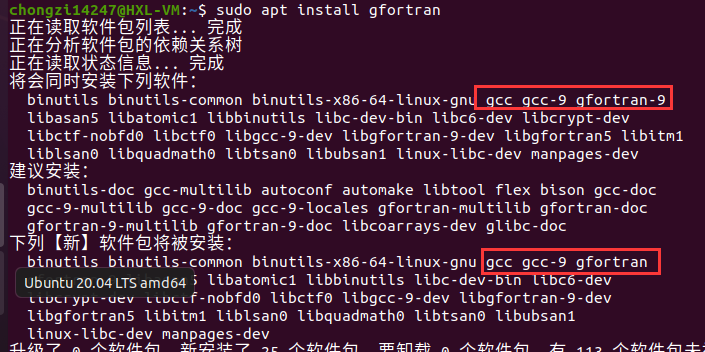 chongzi14247@HXL-VM:~$ sudo apt install gfortran
正在读取软件包列表... 完成
正在分析软件包的依赖关系树
正在读取状态信息... 完成
将会同时安装下列软件：
binutils binutils-common binutils-x86-64-linux-gnu gcc gcc-9 gfortran-9
libasan5 libatomic1 libbinutils libc-dev-bin libc6-dev libcrypt-dev
libctf-nobfd0 libctf0 libgcc-9-dev libgfortran-9-dev libgfortran5 libitm1
liblsan0 libquadmath0 libtsan0 libubsan1 linux-libc-dev manpages-dev
建议安装：
binutils-doc gcc-multilib autoconf automake libtool flex bison gcc-doc
gcc-9-multilib gcc-9-doc gcc-9-locales gfortran-multilib gfortran-doc
gfortran-9-multilib gfortran-9-doc libcoarrays-dev glibc-doc
下列【新】软件包将被安装：
binutils binutils-common binutils-x86-64-linux-gnu gcc gcc-9 gfortran
5 libatomic1 libbinutils libc-dev-bin libc6-dev
Ubuntu 20.04 LTS amd64
libcrypt-dev libctf-nobfd0 libctf0 libgcc-9-dev libgfortran-9-dev
libgfortran5 libitm1 liblsan0 libquadmath0 libtsan0 libubsan1
linux-libc-dev manpages-dev
升级了 0 个软件包，新安装了 25 个软件包，要卸载 0 个软件包，有 113 个软件包未